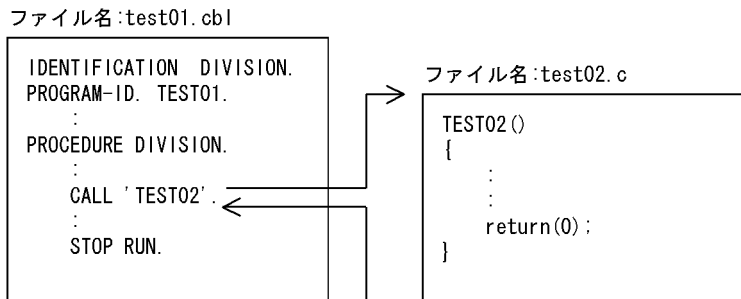 ファイル名:test01.cbl
IDENTIFICATION DIVISION.
PROGRAM-ID. TEST01.
:
PROCEDURE DIVISION.
:
CALL 'TEST02'.
:
STOP RUN.
ファイル名:test02.c
TEST02()
{
:
:
return(0);
}